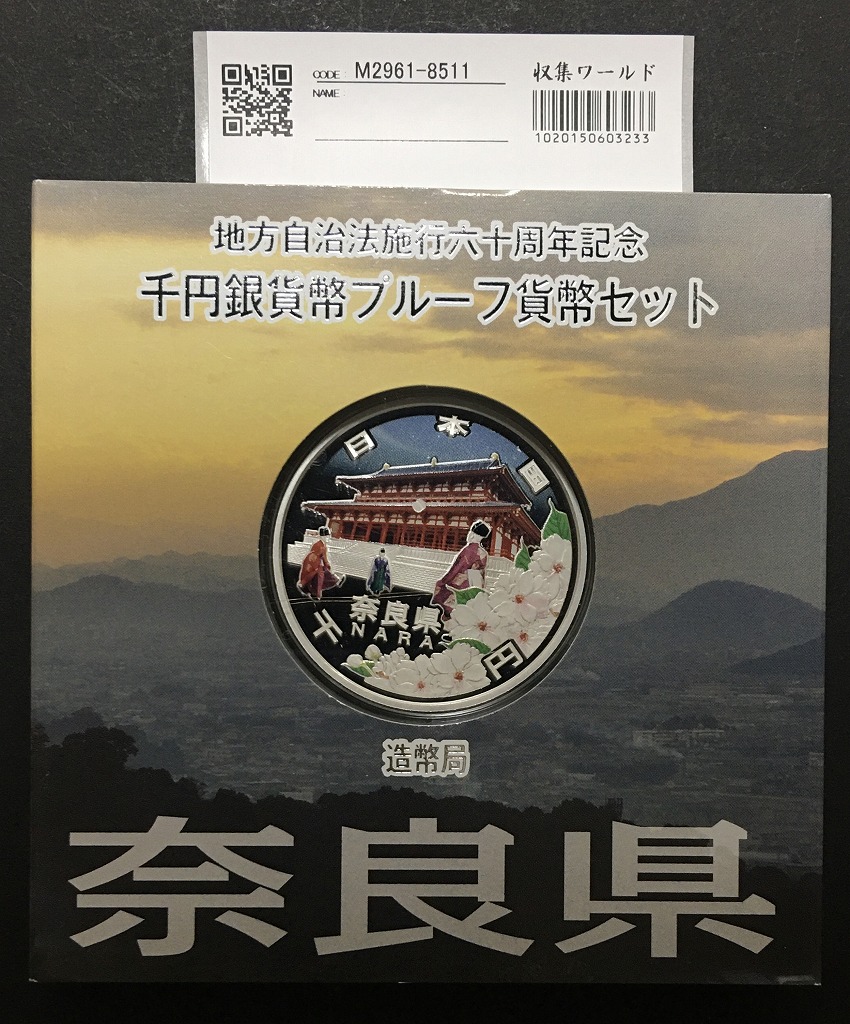 CODE : M2961-8511
NAME :
収集ワールド
1020150603233
地方自治法施行六十周年記念
千円銀貨幣プルーフ貨幣セット
日本国
奈良県
NARA
千円
造幣局
奈良県